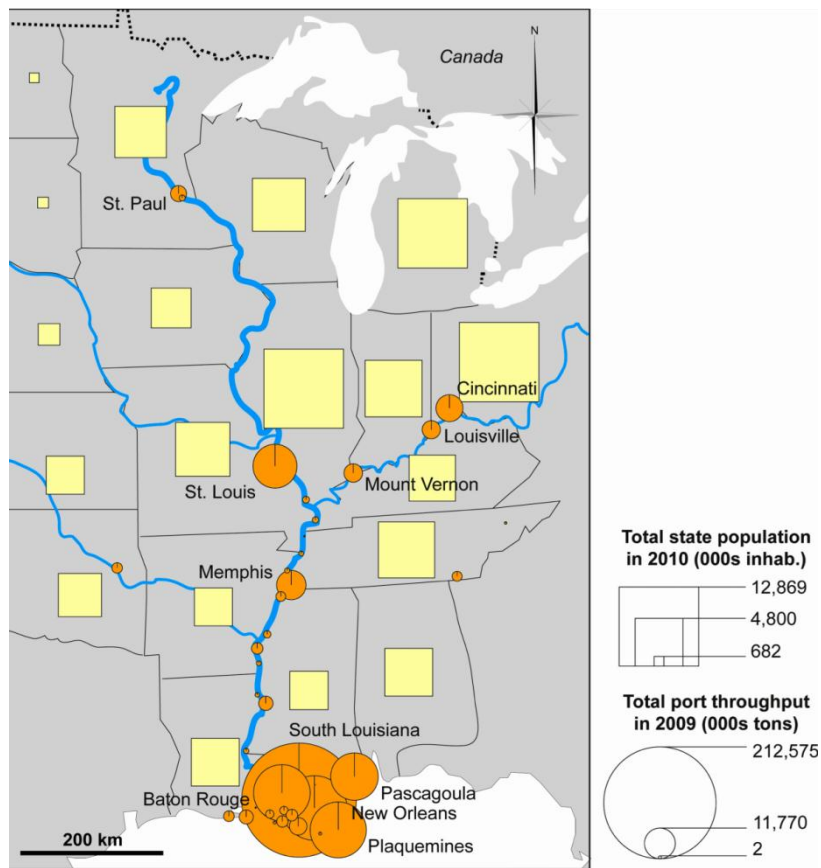 N
Canada
St. Paul
Cincinnati
Louisville
St. Louis
Mount Vernon
Memphis
South Louisiana
Baton Rouge
Pascagoula
New Orleans
Plaquemines
200 km
Total state population
in 2010 (000s inhab.)
12,869
4,800
682
Total port throughput
in 2009 (000s tons)
212,575
11,770
2